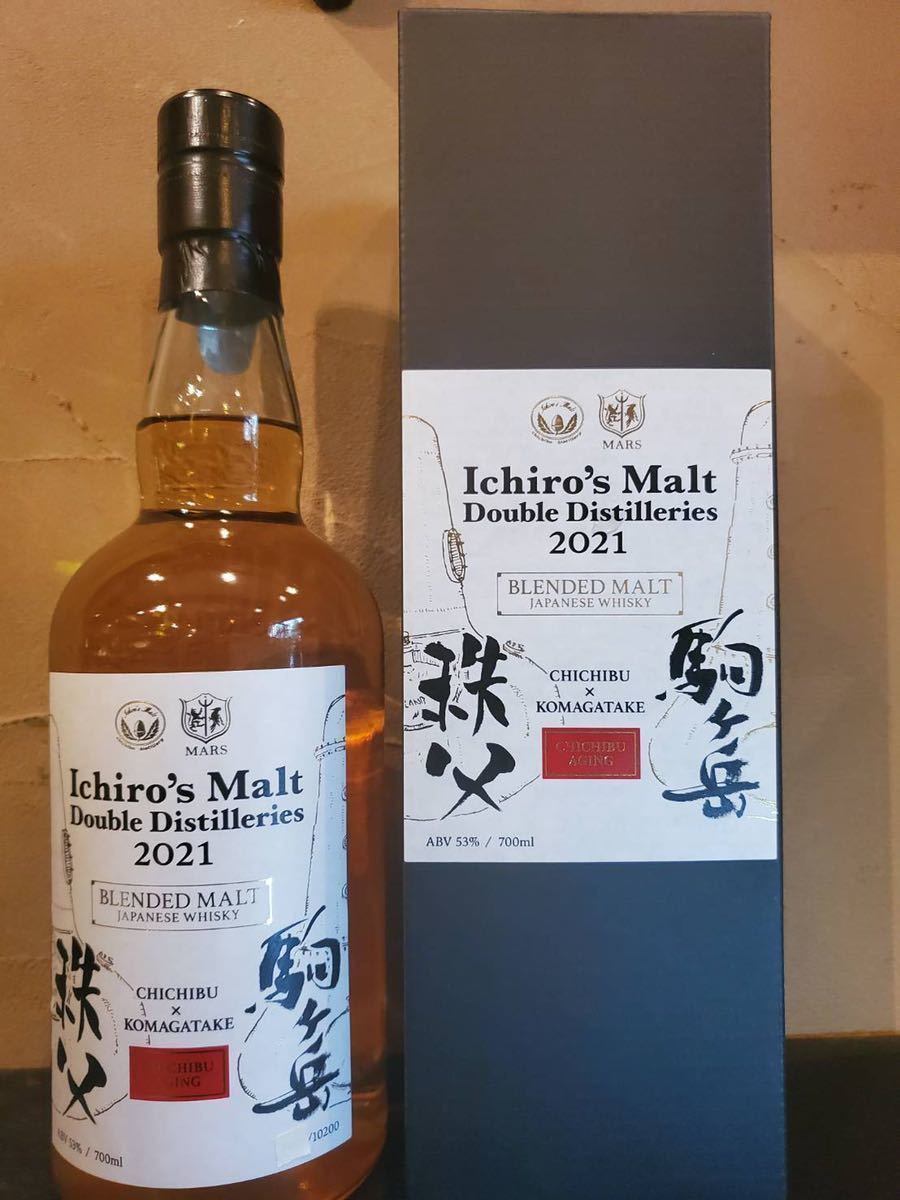 MARS
Ichiro's Malt
Double Distilleries
2021
BLENDED MALT
JAPANESE WHISKY
秩父
CHICHIBU
×
KOMAGATAKE
駒ヶ岳
CHICHIBU
AGING
ABV 53% / 700ml
MARS
Ichiro's Malt
Double Distilleries
2021
BLENDED MALT
JAPANESE WHISKY
秩父
CHICHIBU
×
KOMAGATAKE
駒ヶ岳
CHICHIBU
AGING
ABV 53% / 700ml
/10200